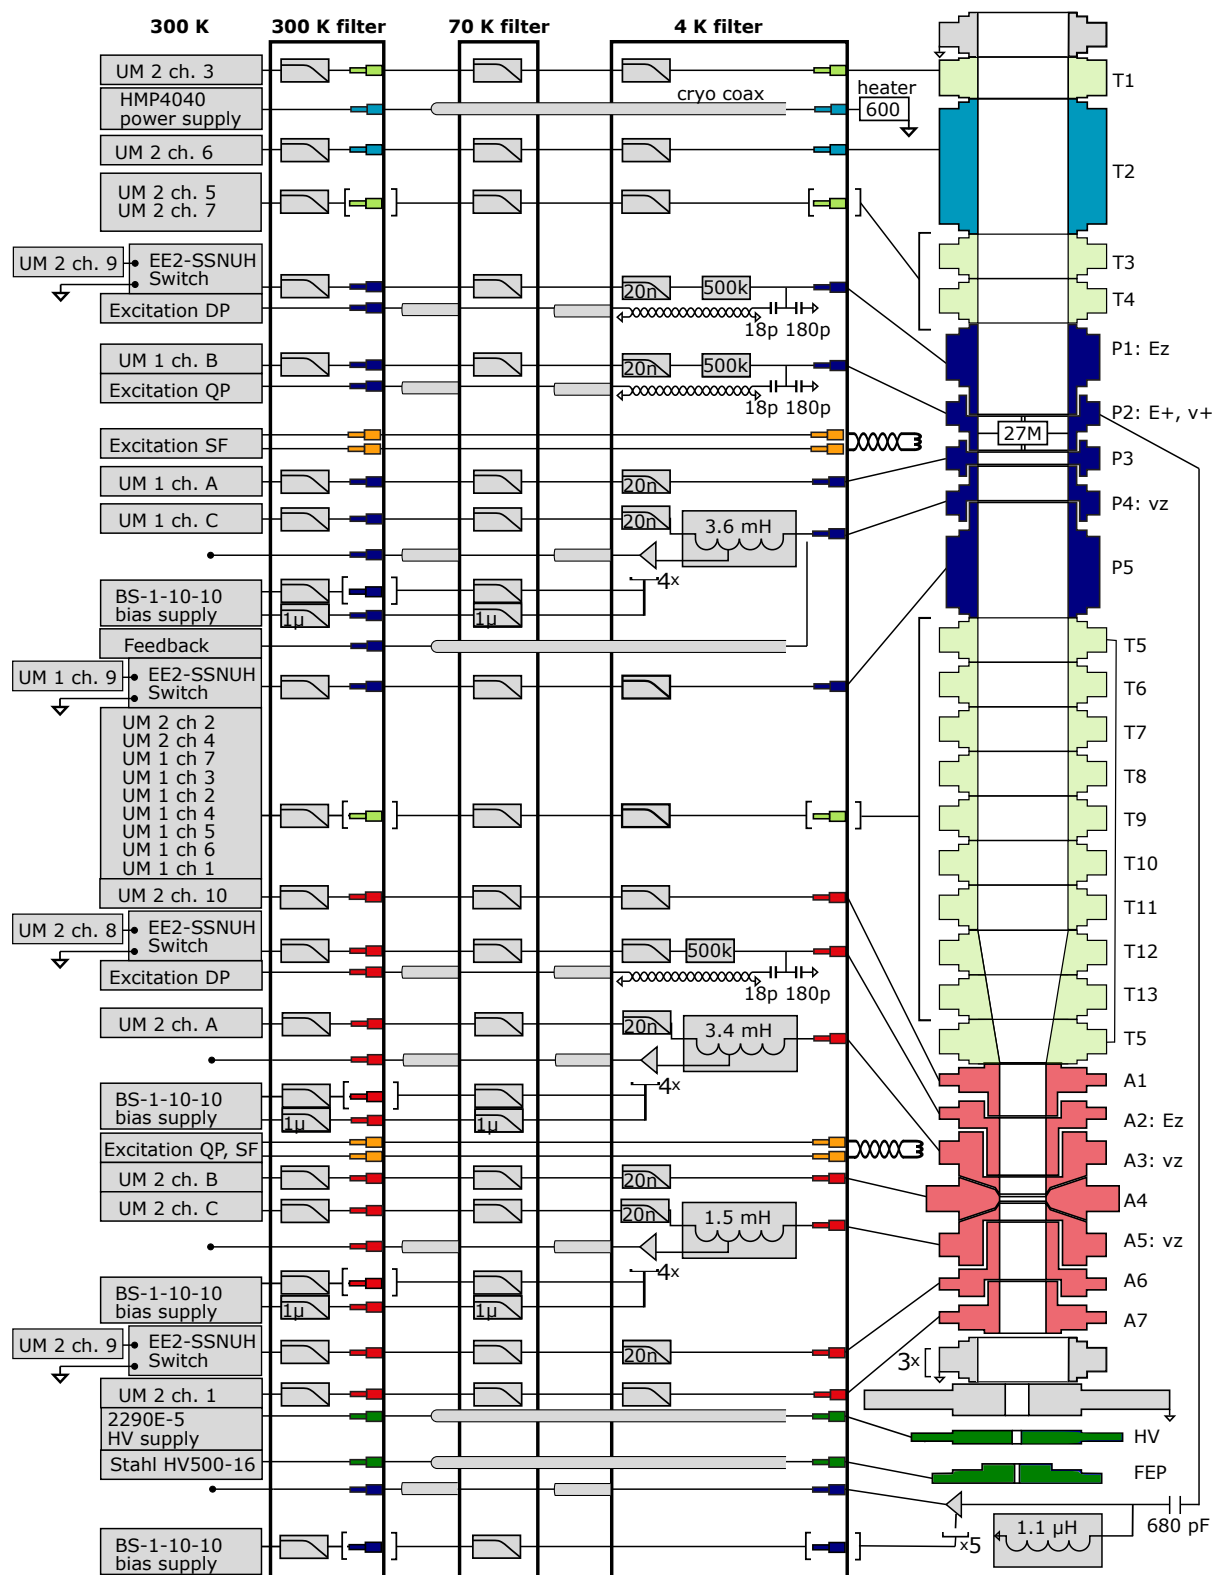 300 K 300 K filter 70 K filter 4 K filter
UM 2 ch. 3
T1
HMP4040
power supply
cryo coax
heater
600
UM 2 ch. 6
T2
UM 2 ch. 5
UM 2 ch. 7
T3
UM 2 ch. 9
EE2-SSNUH
Switch
20n
500k
T4
Excitation DP
18p 180p
UM 1 ch. B
20n
500k
P1: Ez
Excitation QP
18p 180p
P2: E+, v+
27M
Excitation SF
P3
UM 1 ch. A
20n
P4: vz
UM 1 ch. C
20n
3.6 mH
4x
P5
BS-1-10-10
bias supply
1μ
1μ
Feedback
T5
UM 1 ch. 9
EE2-SSNUH
Switch
T6
UM 2 ch 2
UM 2 ch 4
UM 1 ch 7
UM 1 ch 3
UM 1 ch 2
UM 1 ch 4
UM 1 ch 5
UM 1 ch 6
UM 1 ch 1
T7
T8
T9
T10
UM 2 ch. 10
T11
UM 2 ch. 8
EE2-SSNUH
Switch
500k
T12
Excitation DP
18p 180p
T13
UM 2 ch. A
20n
3.4 mH
T5
4x
A1
BS-1-10-10
bias supply
1μ
1μ
A2: Ez
Excitation QP, SF
A3: vz
UM 2 ch. B
20n
A4
UM 2 ch. C
20n
1.5 mH
A5: vz
4x
A6
BS-1-10-10
bias supply
1μ
1μ
A7
UM 2 ch. 9
EE2-SSNUH
Switch
20n
3x
UM 2 ch. 1
2290E-5
HV supply
HV
Stahl HV500-16
FEP
680 pF
1.1 μH
x5
BS-1-10-10
bias supply